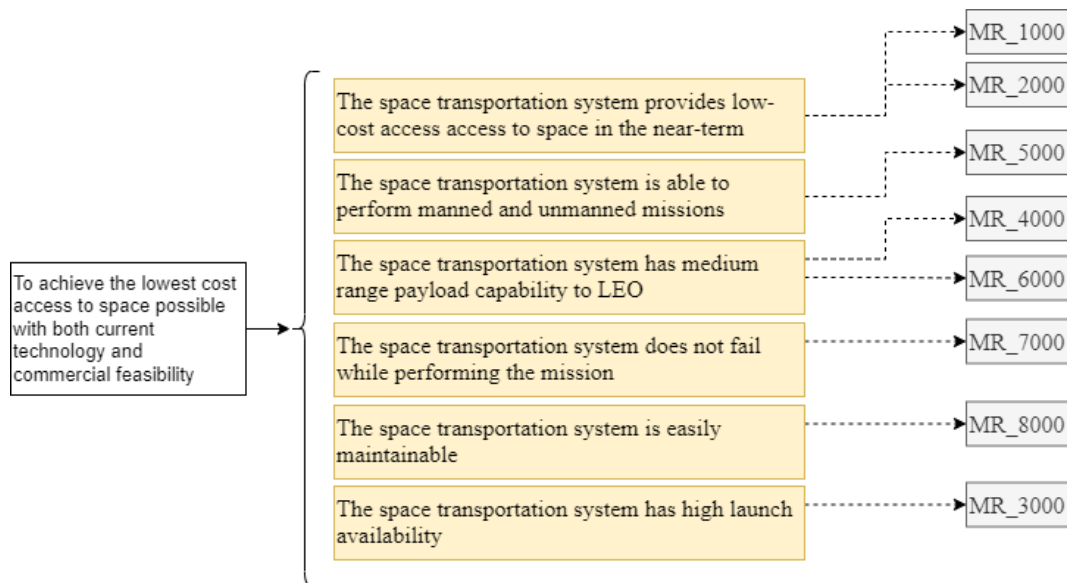 To achieve the lowest cost
access to space possible
with both current
technology and
commercial feasibility
The space transportation system provides low-
cost access access to space in the near-term
The space transportation system is able to
perform manned and unmanned missions
The space transportation system has medium
range payload capability to LEO
The space transportation system does not fail
while performing the mission
The space transportation system is easily
maintainable
The space transportation system has high launch
availability
MR_1000
MR_2000
MR_5000
MR_4000
MR_6000
MR_7000
MR_8000
MR_3000